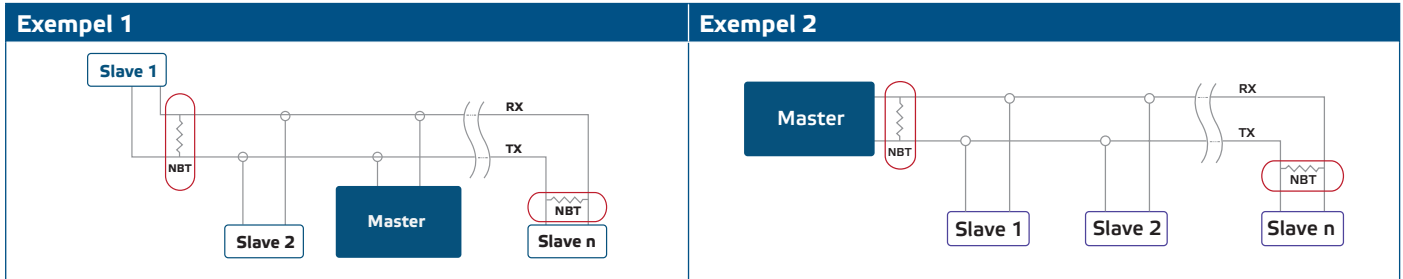 Exempel 1
Slave 1
RX
TX
NBT
NBT
Master
Slave 2
Slave n
Exempel 2
Master
RX
TX
NBT
NBT
Slave 1
Slave 2
Slave n